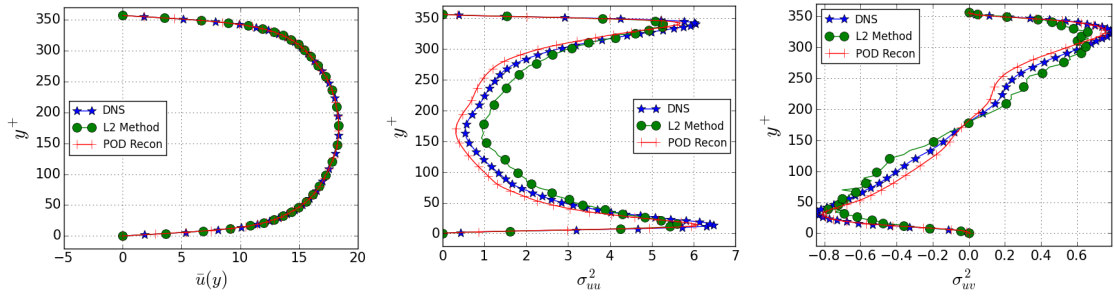 350
300
250
200
150
100
50
0
y+
DNS
L2 Method
POD Recon
−5 0 5 10 15 20
ū(y)
350
300
250
200
150
100
50
0
y+
DNS
L2 Method
POD Recon
0 1 2 3 4 5 6 7
σ²uu
350
300
250
200
150
100
50
0
y+
DNS
L2 Method
POD Recon
−0.8 −0.6 −0.4 −0.2 0.0 0.2 0.4 0.6
σ²uv